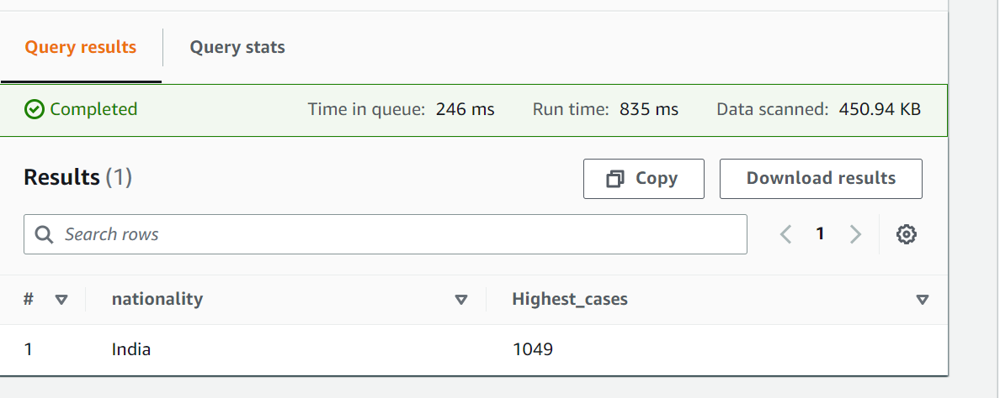 Query results Query stats
Completed Time in queue: 246 ms Run time: 835 ms Data scanned: 450.94 KB
Results (1) Copy Download results
Search rows 1
# nationality Highest_cases
1 India 1049